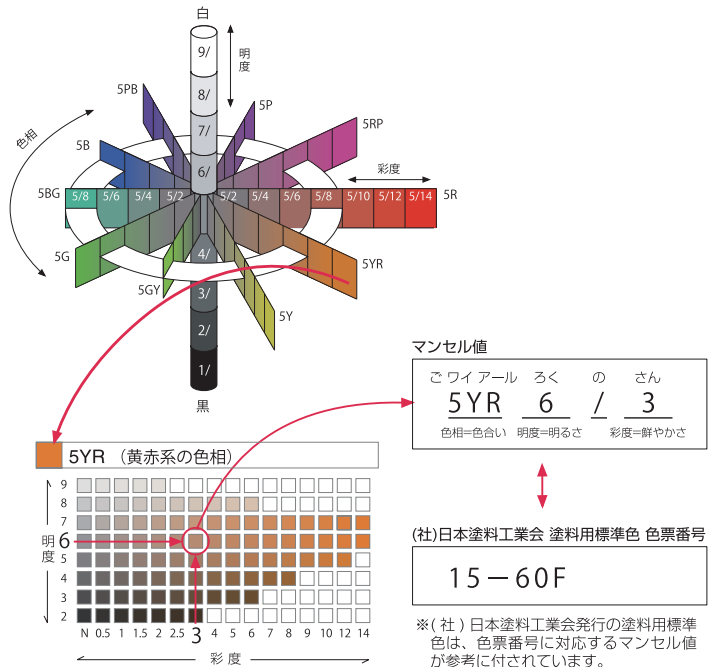 白
9/
8/
7/
6/
4/
3/
2/
1/
黒
明度
色相
彩度
5PB
5P
5B
5RP
5BG
5/8
5/6
5/4
5/2
5/2
5/4
5/6
5/8
5/10
5/12
5/14
5R
5G
5GY
5Y
5YR
マンセル値
ご ワイ アール ろく の さん
5YR 6 / 3
色相=色合い 明度=明るさ 彩度=鮮やかさ
5YR (黄赤系の色相)
9
8
7
明度 6
5
4
3
2
N 0.5 1 1.5 2 2.5 3 4 5 6 7 8 9 10 12 14
彩 度
(社)日本塗料工業会 塗料用標準色 色票番号
15－60F
※( 社 ) 日本塗料工業会発行の塗料用標準
色は、色票番号に対応するマンセル値
が参考に付されています。